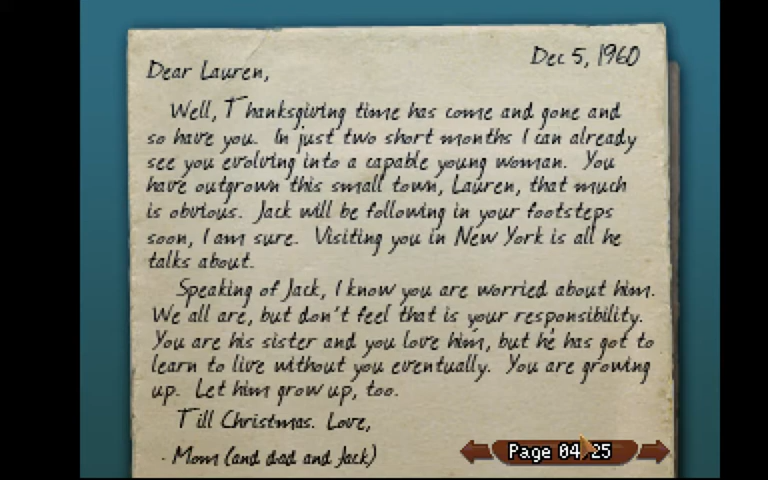 Dec 5, 1960
Dear Lauren,
Well, Thanksgiving time has come and gone and
so have you. In just two short months I can already
see you evolving into a capable young woman. You
have outgrown this small town, Lauren, that much
is obvious. Jack will be following in your footsteps
soon, I am sure. Visiting you in New York is all he
talks about.
Speaking of Jack, I know you are worried about him.
We all are, but don't feel that is your responsibility.
You are his sister and you love him, but he has got to
learn to live without you eventually. You are growing
up. Let him grow up, too.
Till Christmas. Love,
- Mom (and dad and Jack)
Page 04/25